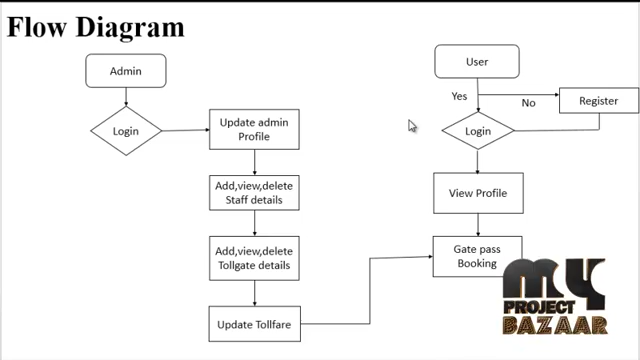 Flow Diagram
Admin
Login
Update admin
Profile
Add,view,delete
Staff details
Add,view,delete
Tollgate details
Update Tollfare
User
Yes
No
Register
Login
View Profile
Gate pass
Booking
MY
PROJECT
BAZAAR